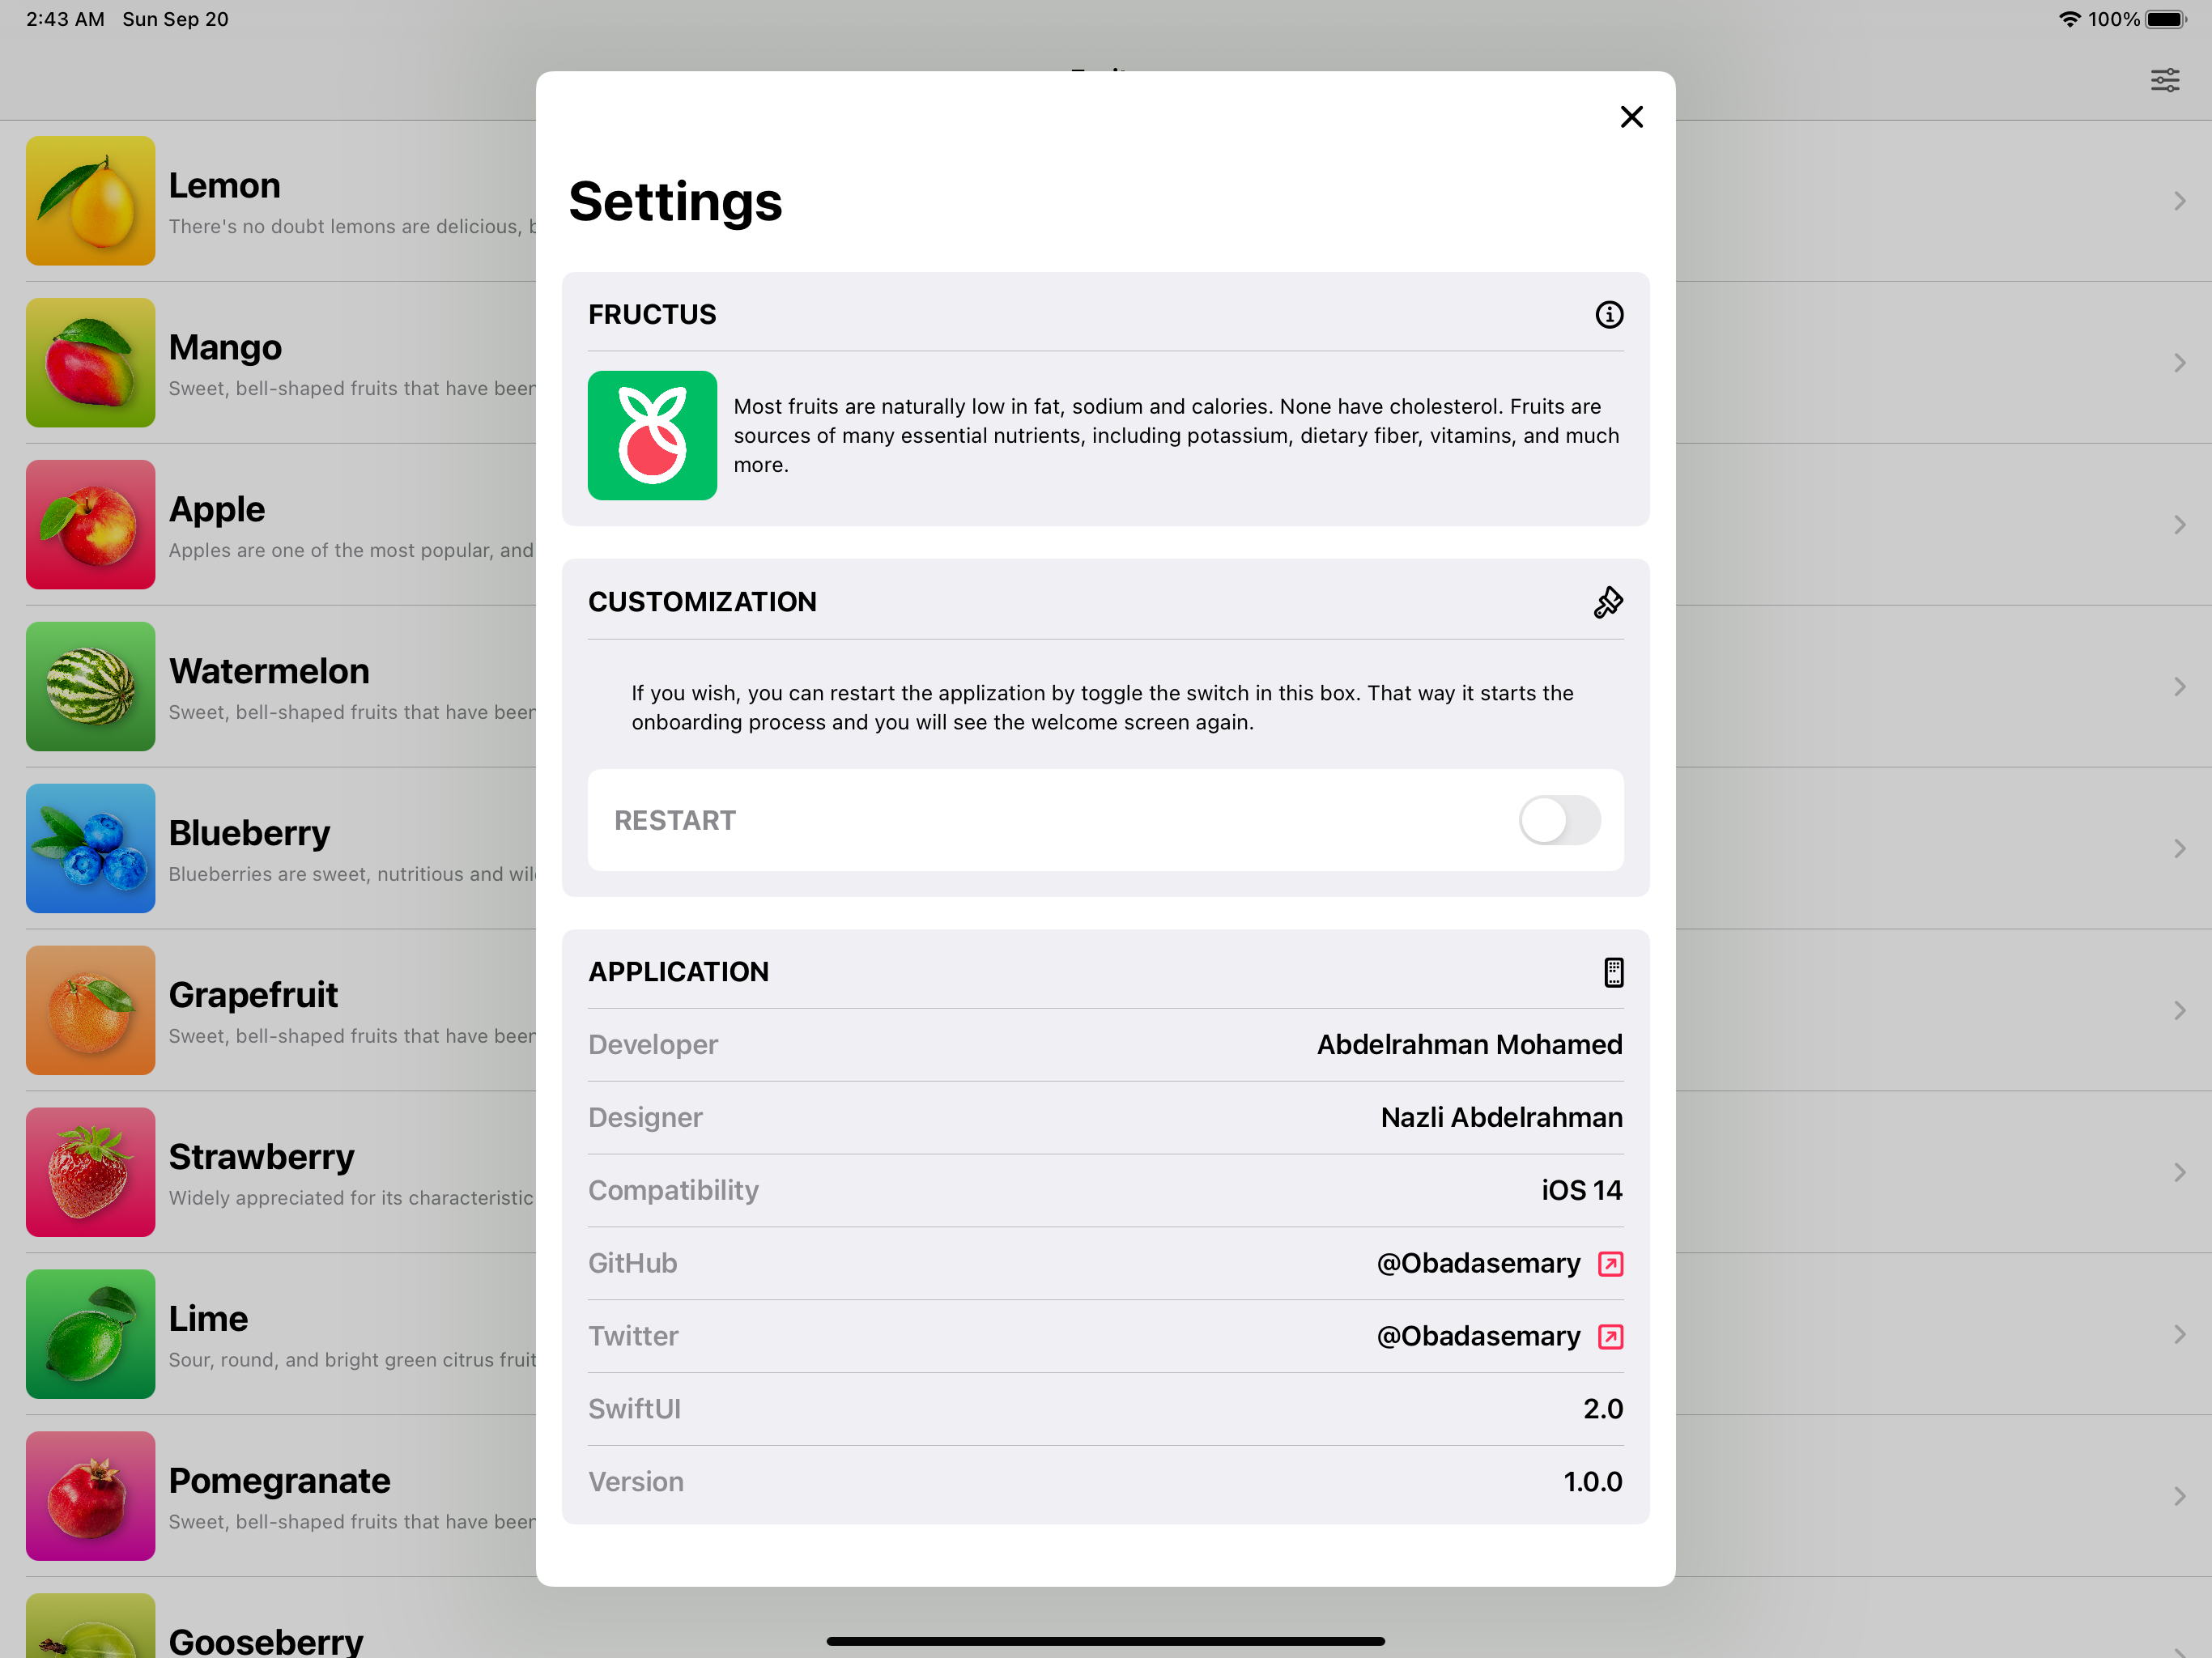 2:43 AM Sun Sep 20
100%
Lemon
There's no doubt lemons are delicious, b
Mango
Sweet, bell-shaped fruits that have been
Apple
Apples are one of the most popular, and
Watermelon
Sweet, bell-shaped fruits that have been
Blueberry
Blueberries are sweet, nutritious and wil
Grapefruit
Sweet, bell-shaped fruits that have been
Strawberry
Widely appreciated for its characteristic
Lime
Sour, round, and bright green citrus fruit
Pomegranate
Sweet, bell-shaped fruits that have been
Gooseberry
Settings
FRUCTUS
Most fruits are naturally low in fat, sodium and calories. None have cholesterol. Fruits are
sources of many essential nutrients, including potassium, dietary fiber, vitamins, and much
more.
CUSTOMIZATION
If you wish, you can restart the applization by toggle the switch in this box. That way it starts the
onboarding process and you will see the welcome screen again.
RESTART
APPLICATION
Developer Abdelrahman Mohamed
Designer Nazli Abdelrahman
Compatibility iOS 14
GitHub @Obadasemary
Twitter @Obadasemary
SwiftUI 2.0
Version 1.0.0